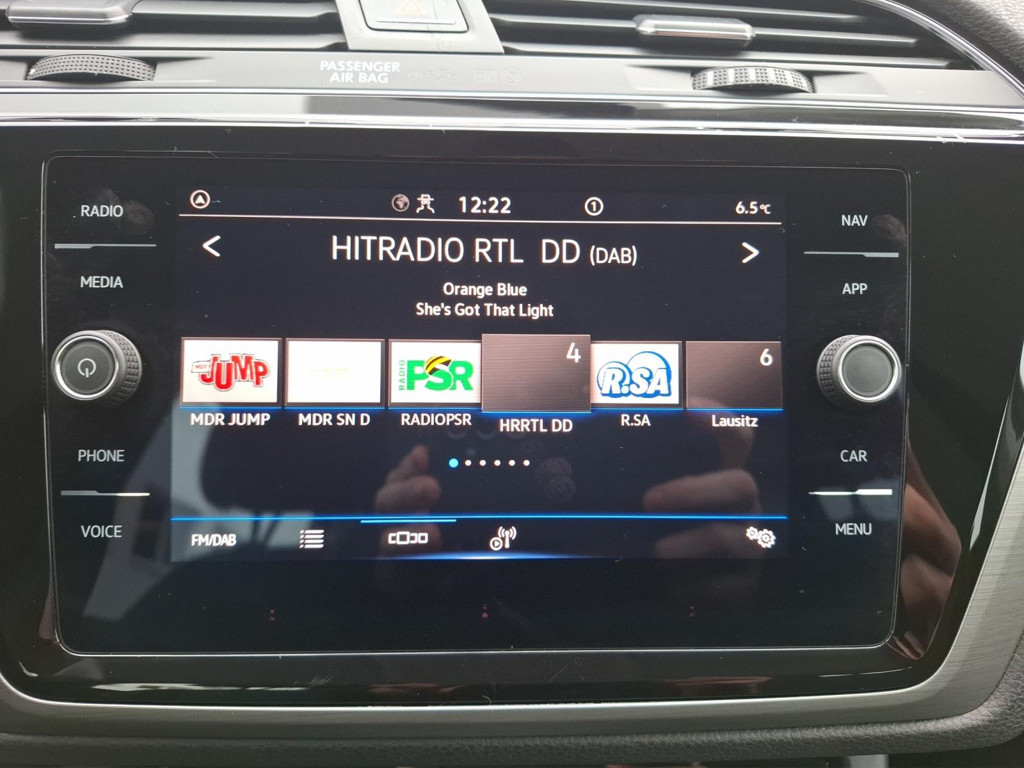 PASSENGER
AIR BAG
RADIO
MEDIA
PHONE
VOICE
12:22
1
6.5°C
< HITRADIO RTL DD (DAB) >
Orange Blue
She's Got That Light
JUMP
RADIO PSR
4
R.SA
6
MDR JUMP
MDR SN D
RADIOPSR
HRRTL DD
R.SA
Lausitz
FM/DAB
NAV
APP
CAR
MENU